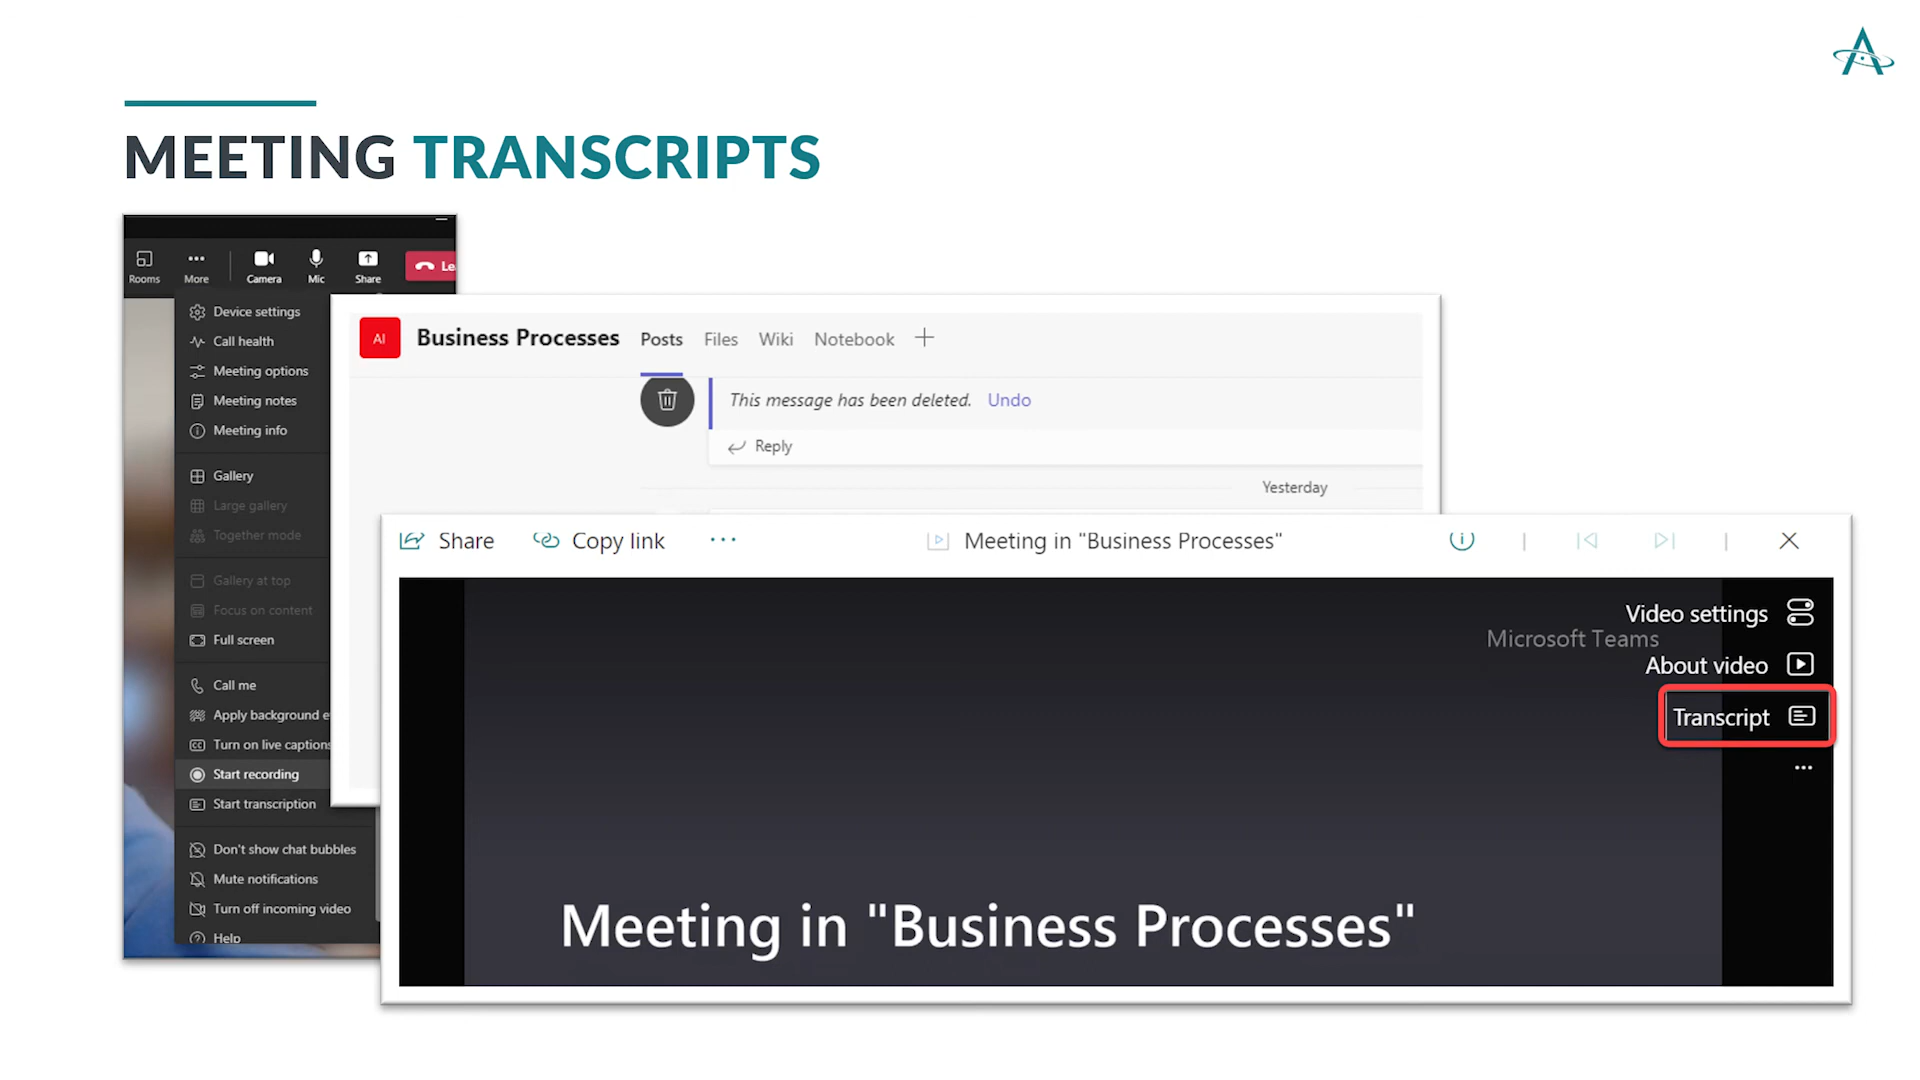 MEETING TRANSCRIPTS
Rooms
More
Camera
Mic
Share
Le
Device settings
Call health
Meeting options
Meeting notes
Meeting info
Gallery
Large gallery
Together mode
Gallery at top
Focus on content
Full screen
Call me
Apply background e
Turn on live captions
Start recording
Start transcription
Don't show chat bubbles
Mute notifications
Turn off incoming video
Help
AI
Business Processes
Posts
Files
Wiki
Notebook
This message has been deleted. Undo
Reply
Yesterday
Share
Copy link
Meeting in "Business Processes"
Video settings
Microsoft Teams
About video
Transcript
Meeting in "Business Processes"